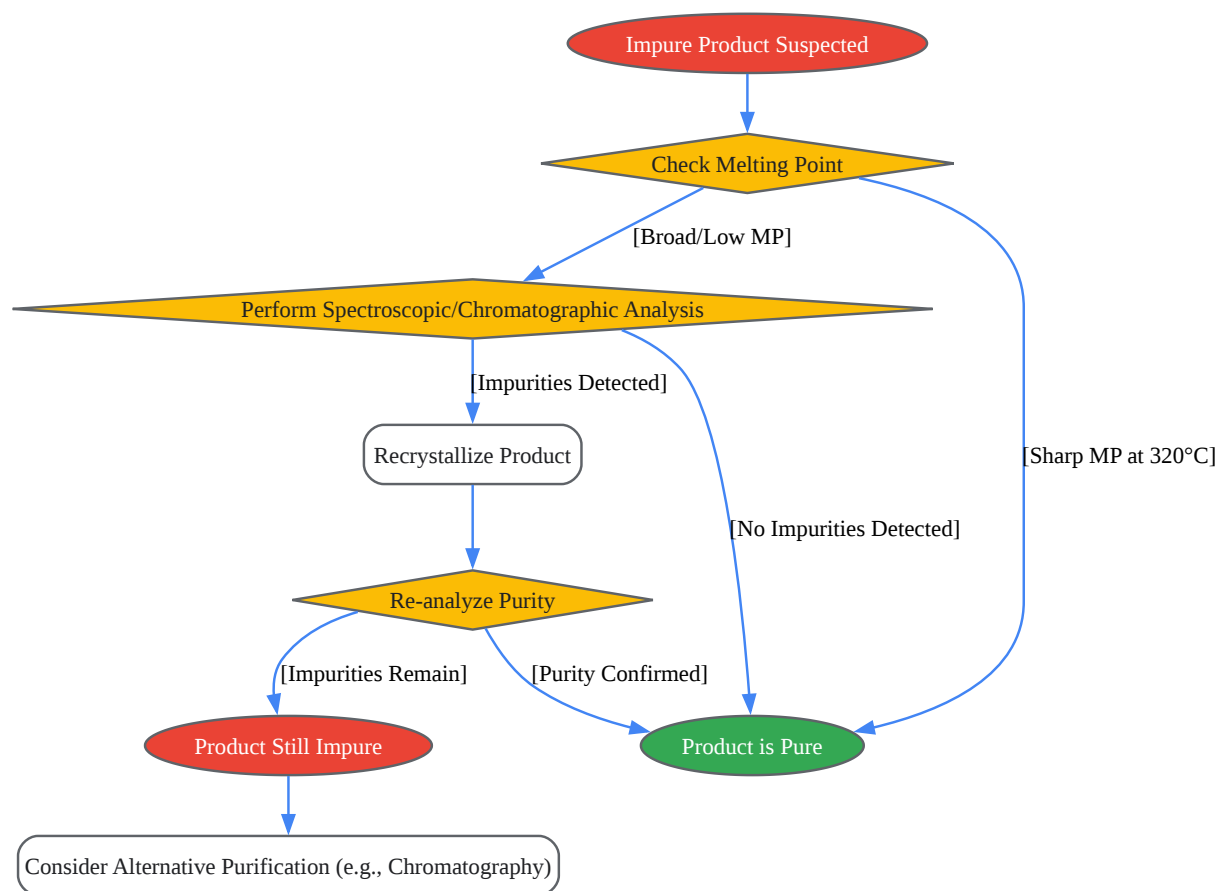 Impure Product Suspected
Check Melting Point
[Broad/Low MP]
Perform Spectroscopic/Chromatographic Analysis
[Impurities Detected]
Recrystallize Product
[Sharp MP at 320°C]
[No Impurities Detected]
Re-analyze Purity
[Impurities Remain]
[Purity Confirmed]
Product Still Impure
Product is Pure
Consider Alternative Purification (e.g., Chromatography)